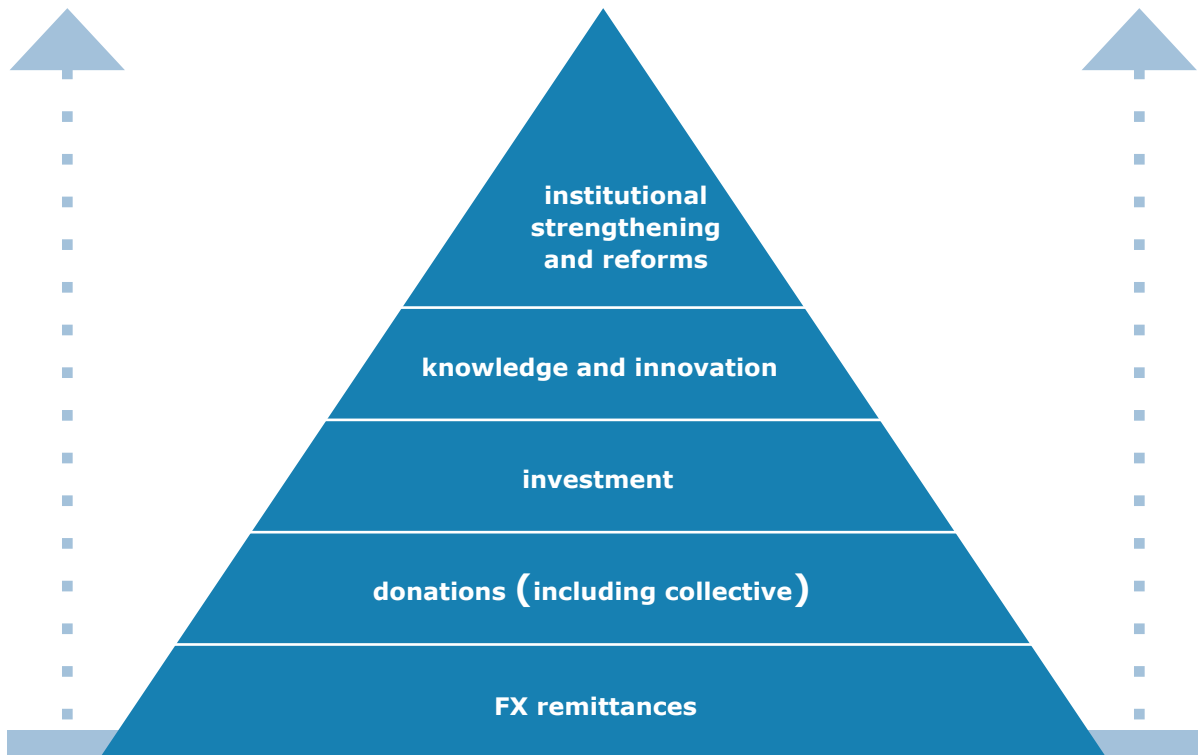 institutional
strengthening
and reforms
knowledge and innovation
investment
donations (including collective)
FX remittances